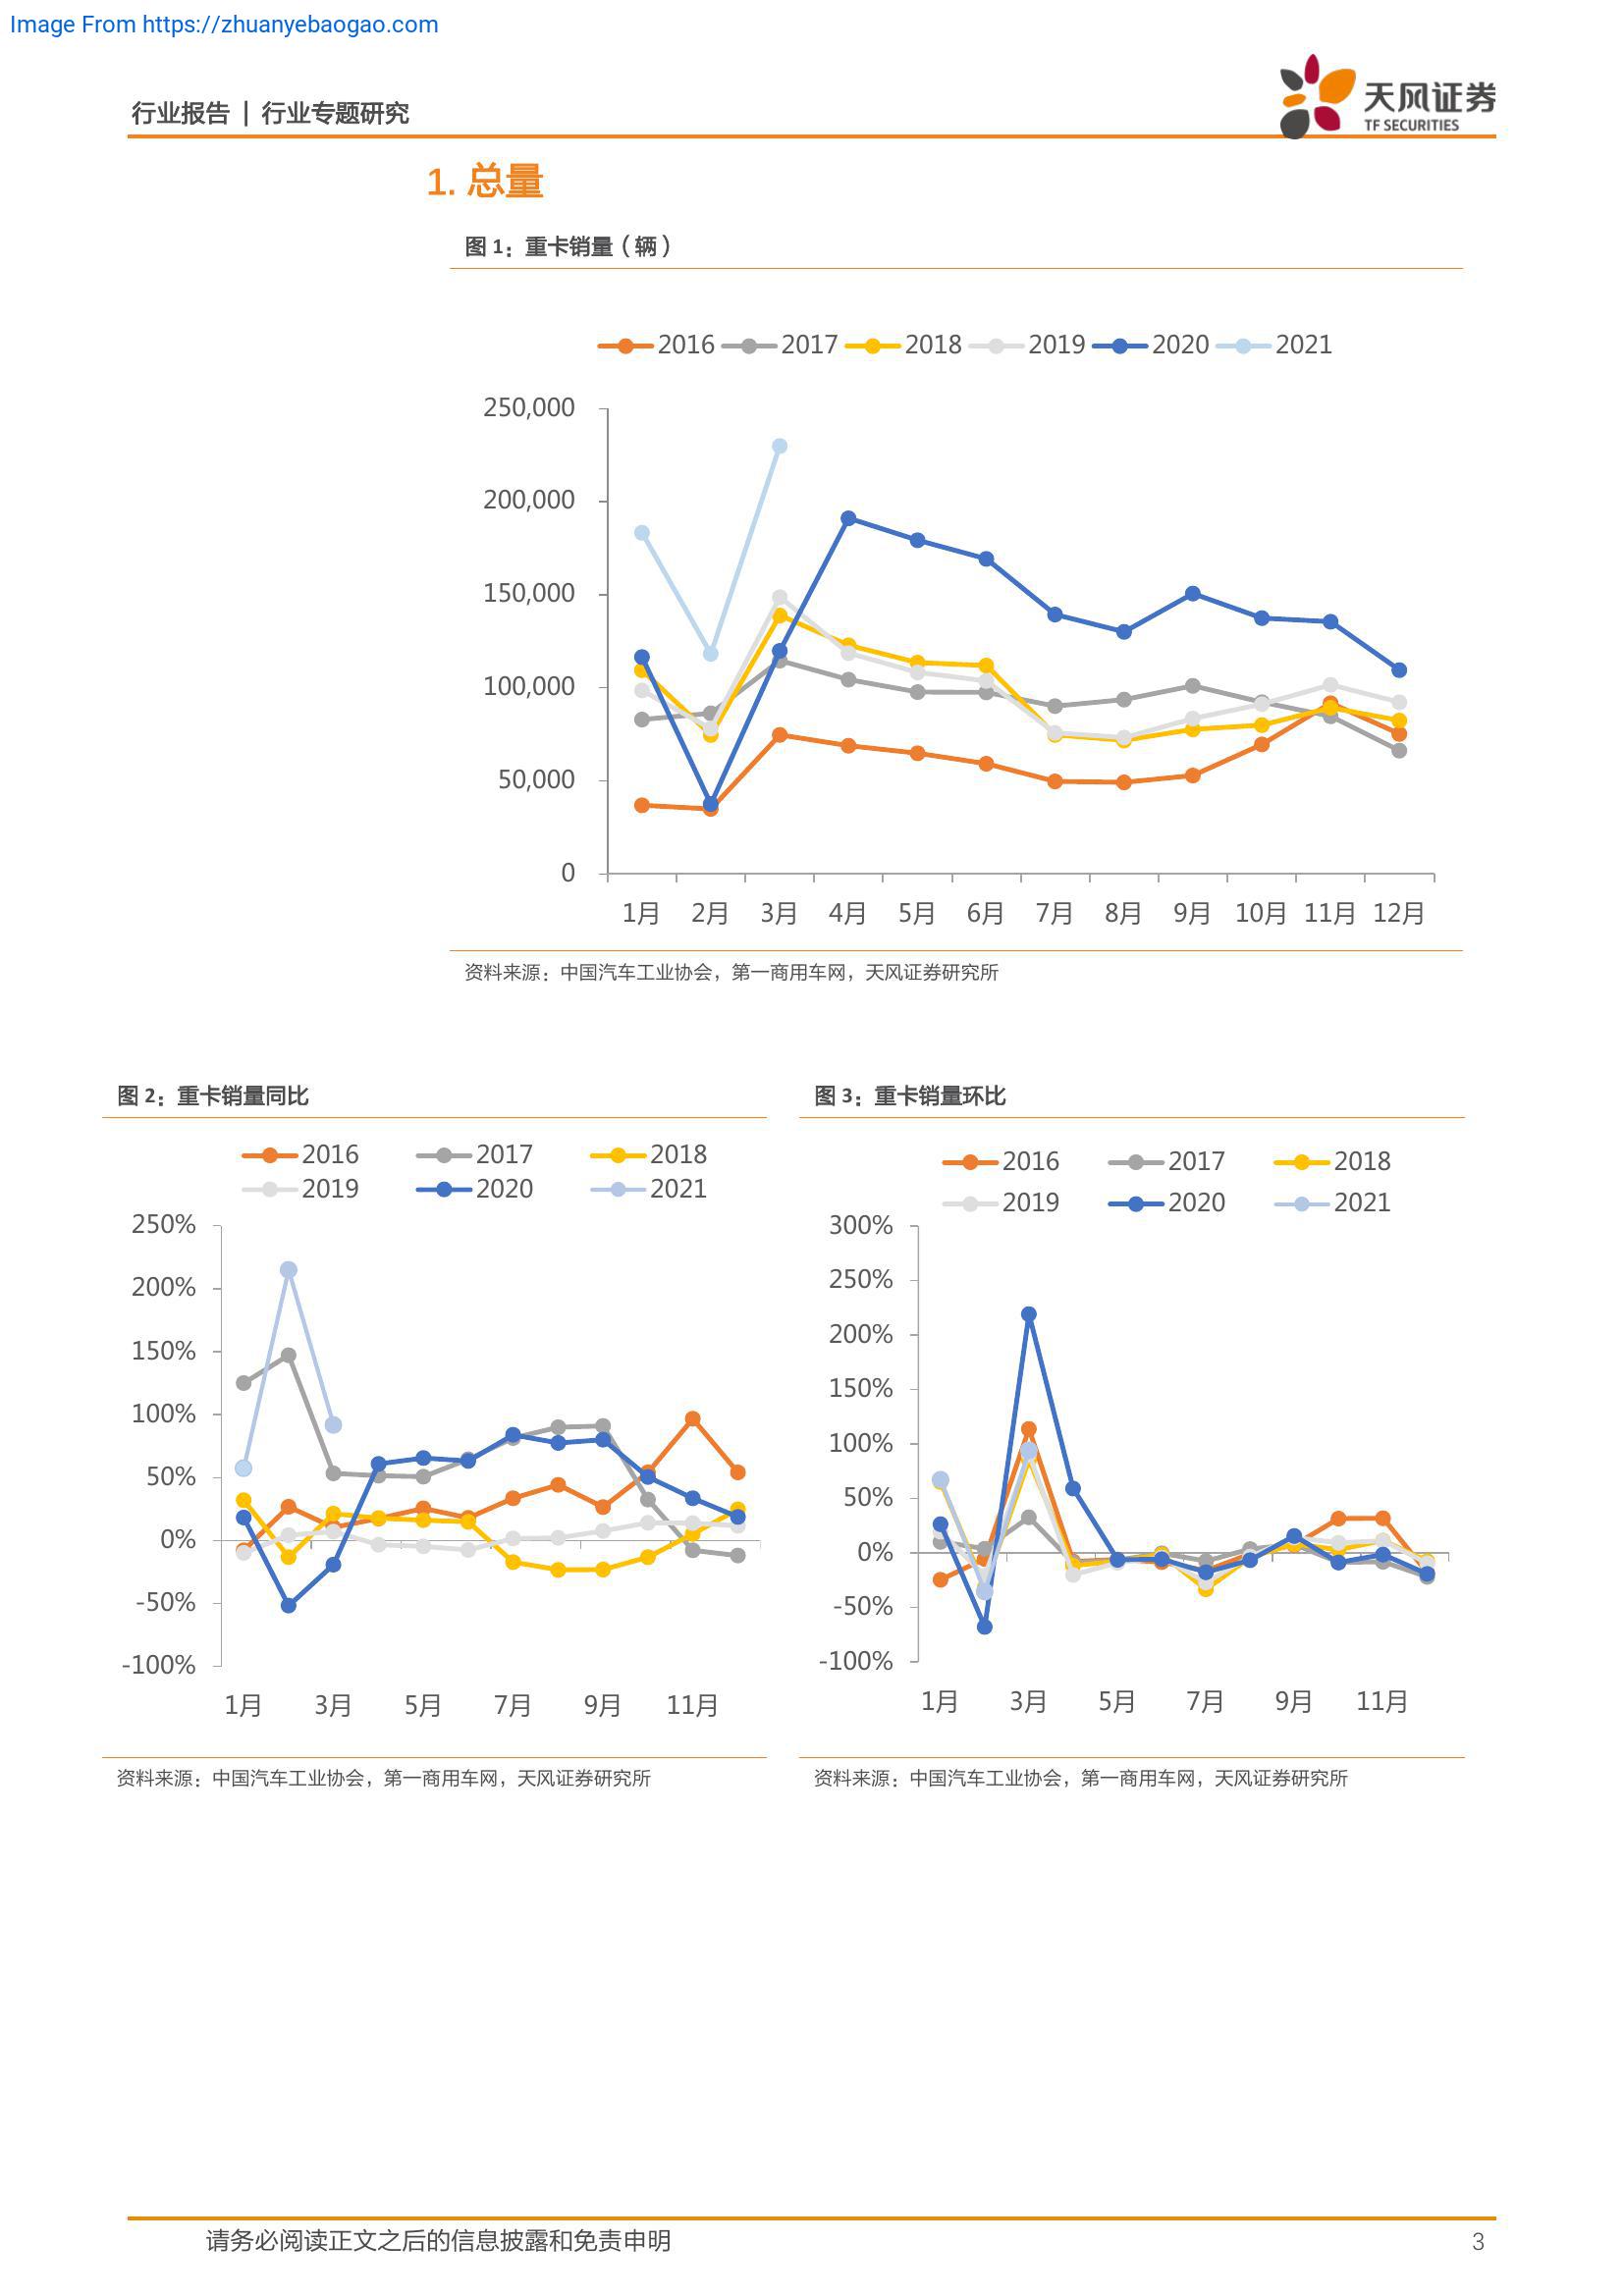 Image From https://zhuanyebaogao.com
行业报告 | 行业专题研究
天风证券
TF SECURITIES
1. 总量
图 1：重卡销量（辆）
2016 2017 2018 2019 2020 2021
250,000
200,000
150,000
100,000
50,000
0
1月 2月 3月 4月 5月 6月 7月 8月 9月 10月 11月 12月
资料来源：中国汽车工业协会，第一商用车网，天风证券研究所
图 2：重卡销量同比
2016 2017 2018
2019 2020 2021
250%
200%
150%
100%
50%
0%
-50%
-100%
1月 3月 5月 7月 9月 11月
资料来源：中国汽车工业协会，第一商用车网，天风证券研究所
图 3：重卡销量环比
2016 2017 2018
2019 2020 2021
300%
250%
200%
150%
100%
50%
0%
-50%
-100%
1月 3月 5月 7月 9月 11月
资料来源：中国汽车工业协会，第一商用车网，天风证券研究所
请务必阅读正文之后的信息披露和免责申明 3